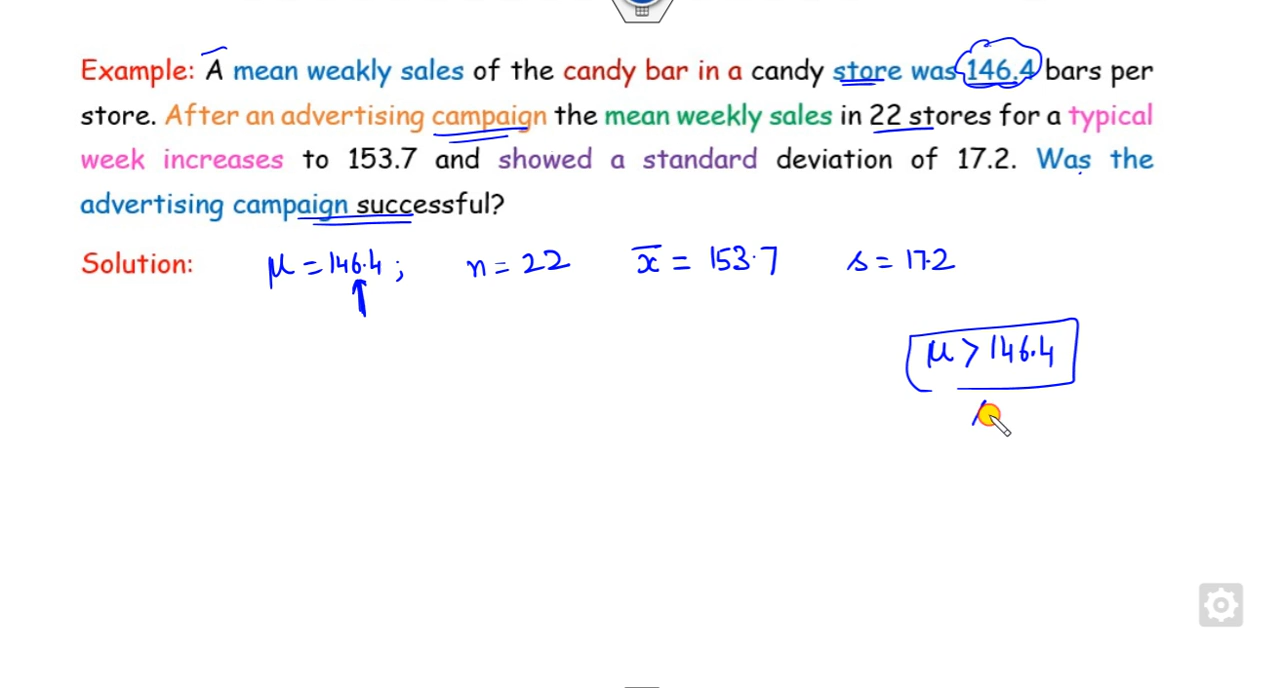 Example: A mean weakly sales of the candy bar in a candy store was 146.4 bars per
store. After an advertising campaign the mean weekly sales in 22 stores for a typical
week increases to 153.7 and showed a standard deviation of 17.2. Was the
advertising campaign successful?
Solution: μ = 146.4 ; n = 22 x̅ = 153.7 s = 17.2
μ > 146.4